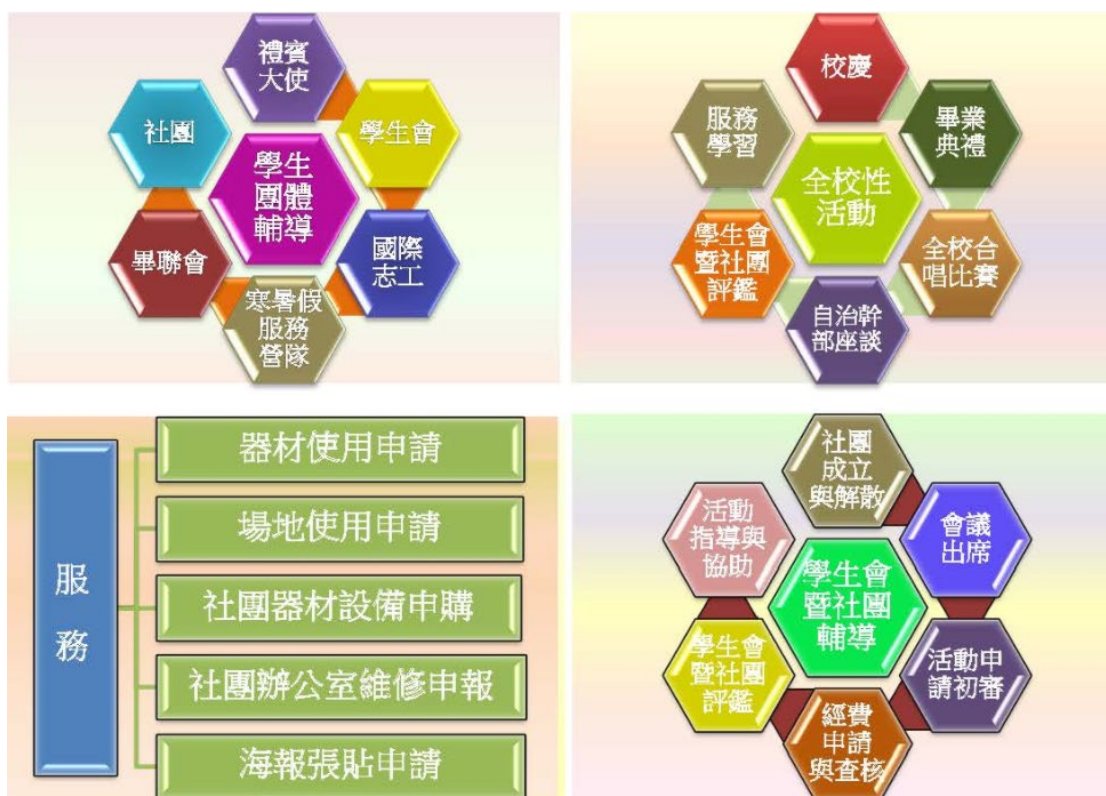 禮賓
大使
學生會
國際
志工
寒暑假
服務
營隊
畢聯會
社團
學生
團體
輔導
校慶
畢業
典禮
全校合
唱比賽
自治幹
部座談
學生會
暨社團
評鑑
服務
學習
全校性
活動
服
務
器材使用申請
場地使用申請
社團器材設備申購
社團辦公室維修申報
海報張貼申請
社團
成立
與解散
會議
出席
活動申
請初審
經費
申請
與查核
學生會
暨社團
評鑑
活動
指導與
協助
學生會
暨社團
輔導